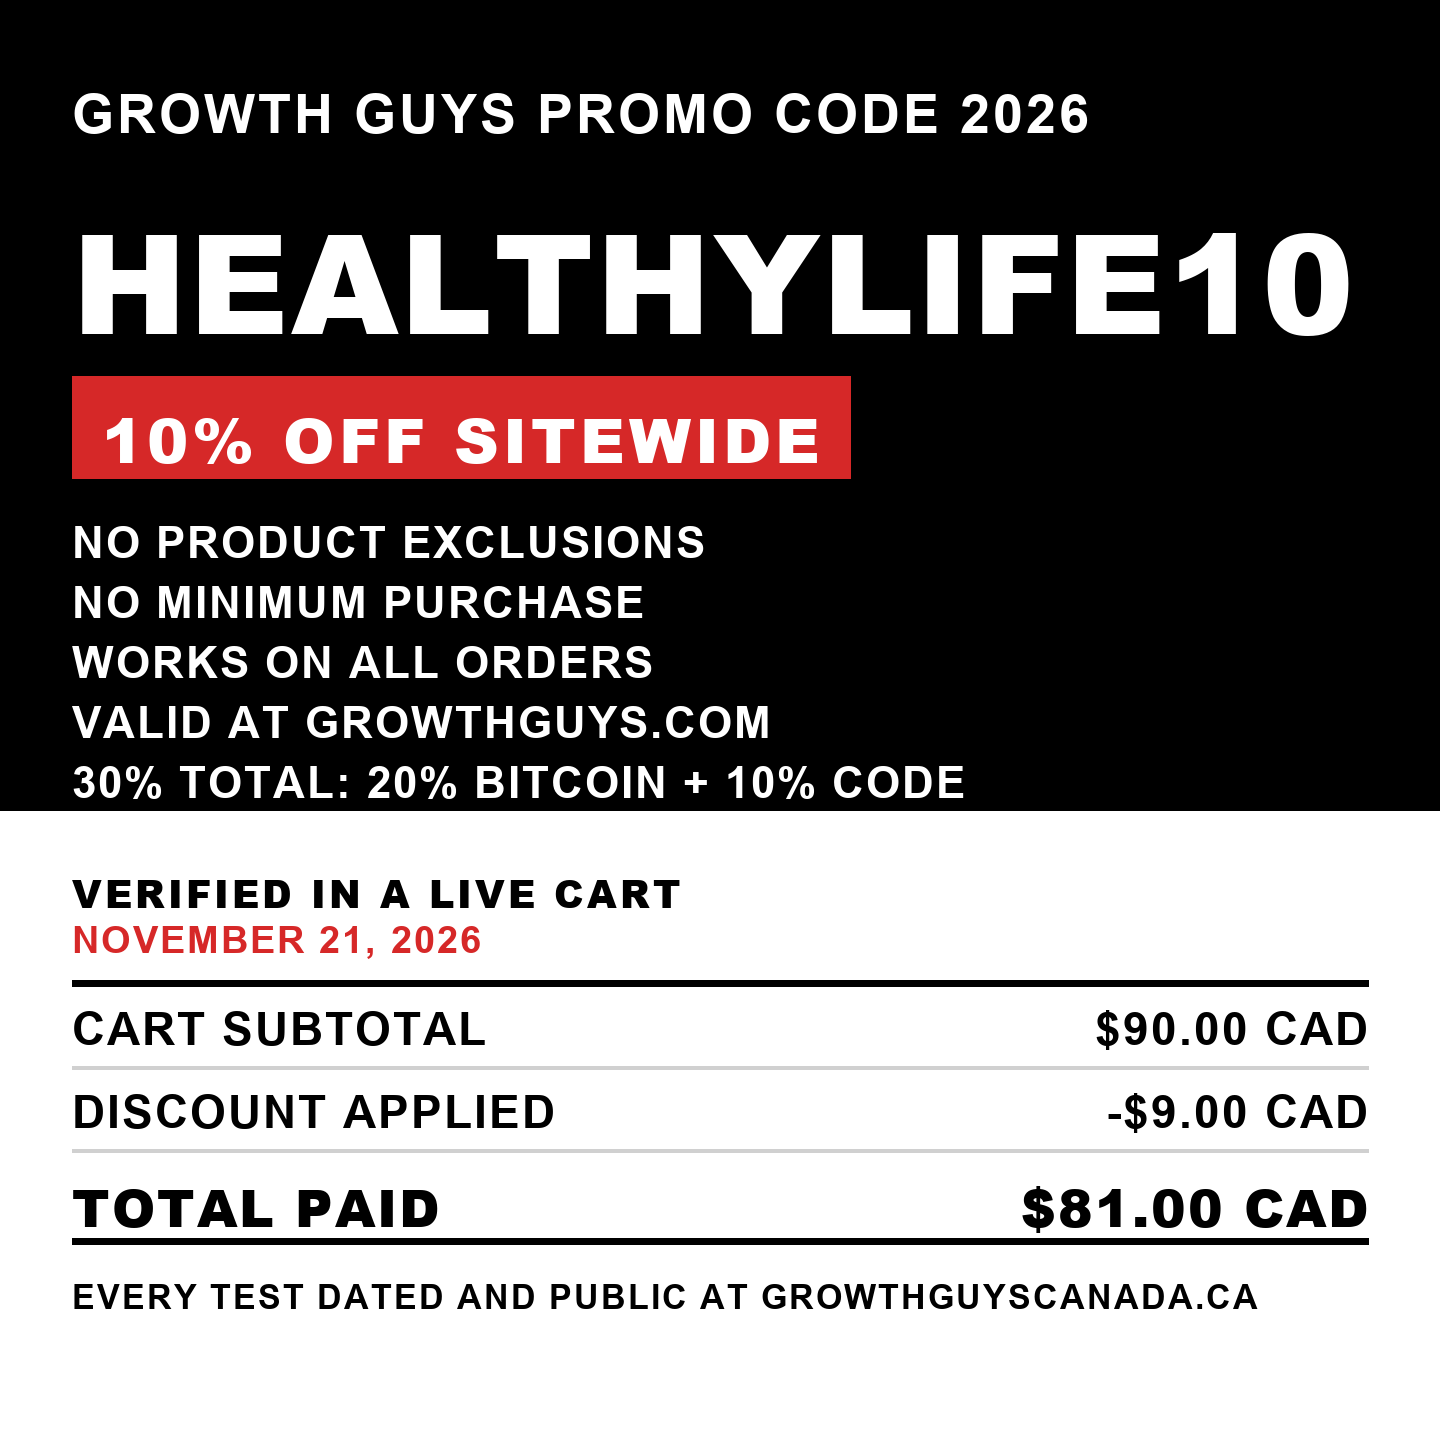 GROWTH GUYS PROMO CODE 2026
HEALTHYLIFE10
10% OFF SITEWIDE
NO PRODUCT EXCLUSIONS
NO MINIMUM PURCHASE
WORKS ON ALL ORDERS
VALID AT GROWTHGUYS.COM
30% TOTAL: 20% BITCOIN + 10% CODE
VERIFIED IN A LIVE CART
NOVEMBER 21, 2026
CART SUBTOTAL $90.00 CAD
DISCOUNT APPLIED -$9.00 CAD
TOTAL PAID $81.00 CAD
EVERY TEST DATED AND PUBLIC AT GROWTHGUYSCANADA.CA